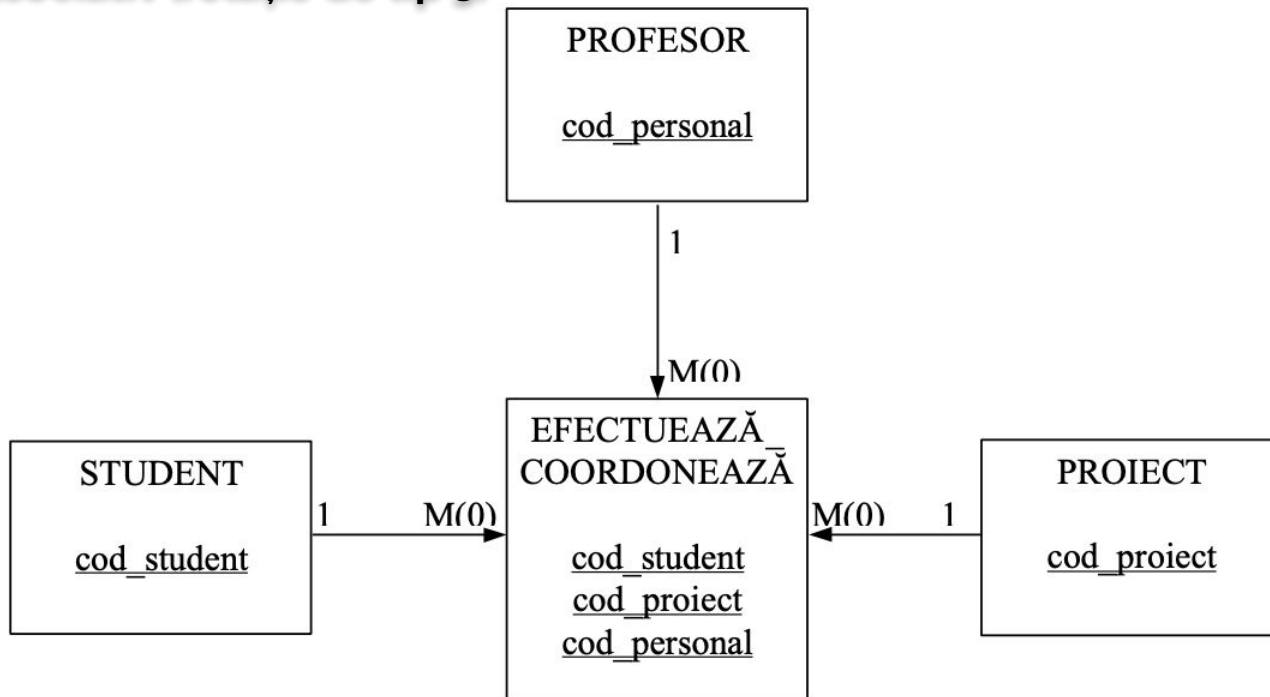 PROFESOR
cod_personal
1
M(0)
EFECTUEAZĂ_
COORDONEAZĂ
cod_student
cod_proiect
cod_personal
STUDENT
cod_student
1
M(0)
PROIECT
cod_proiect
M(0)
1